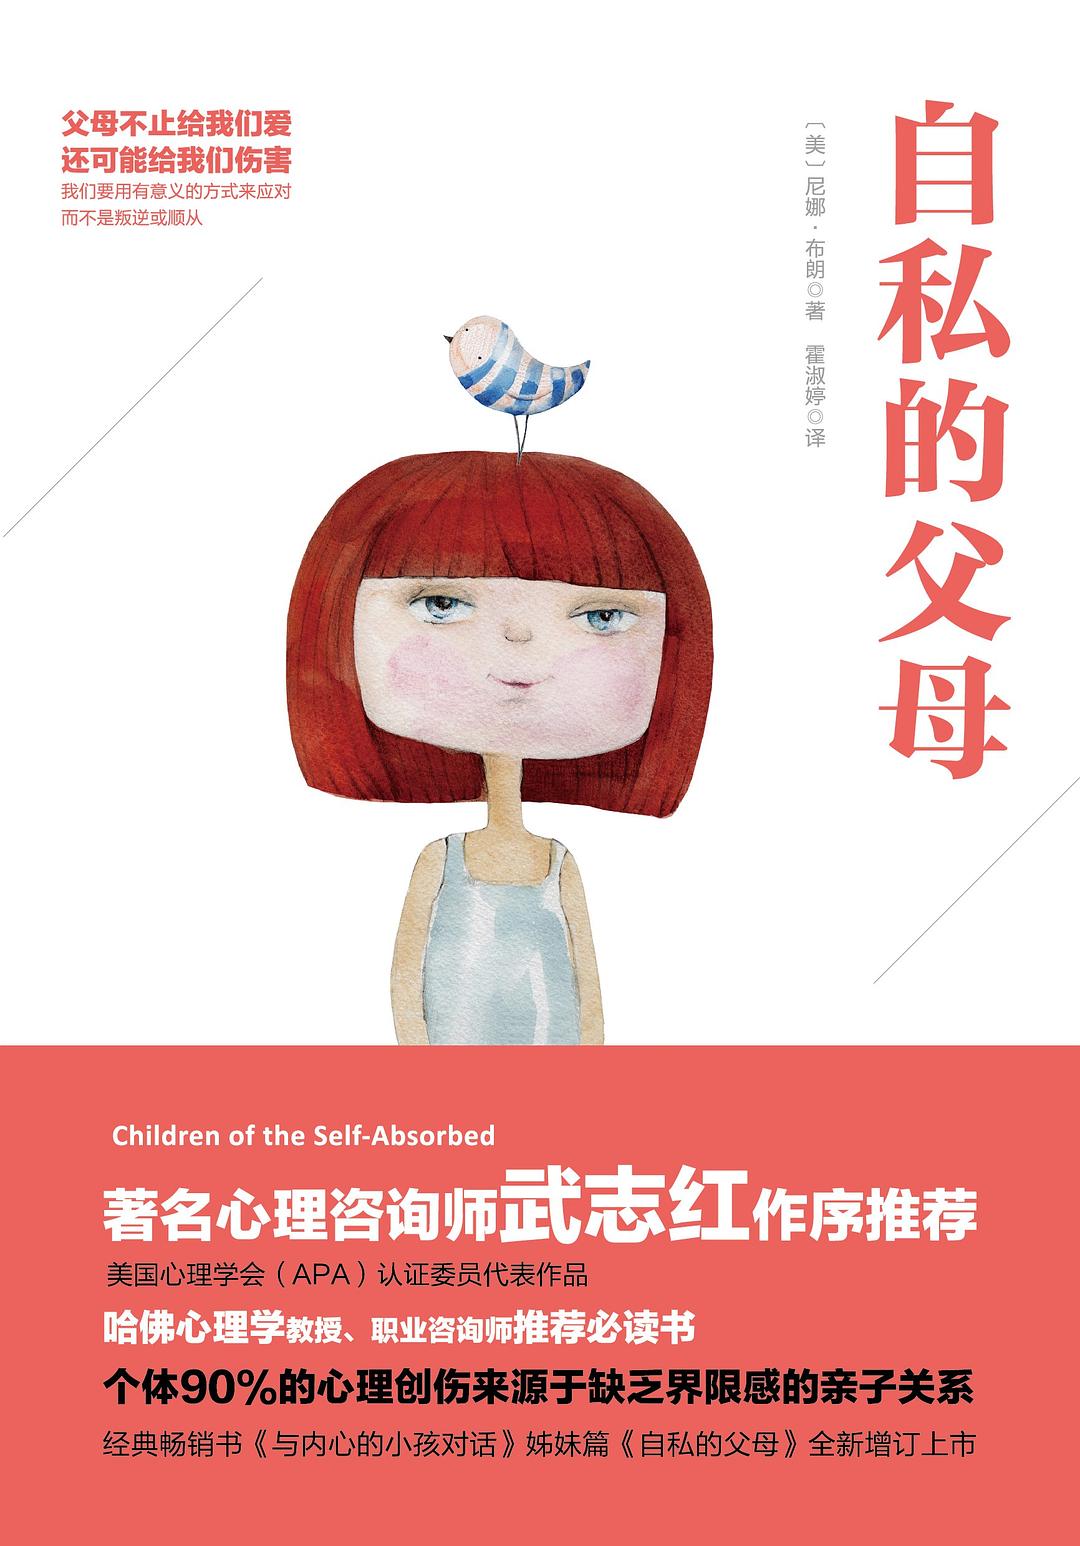 父母不止给我们爱
还可能给我们伤害
我们要用有意义的方式来应对
而不是叛逆或顺从
自私的父母
〔美〕尼娜·布朗◎著 霍淑婷◎译
Children of the Self-Absorbed
著名心理咨询师武志红作序推荐
美国心理学会（APA）认证委员代表作品
哈佛心理学教授、职业咨询师推荐必读书
个体90%的心理创伤来源于缺乏界限感的亲子关系
经典畅销书《与内心的小孩对话》姊妹篇《自私的父母》全新增订上市